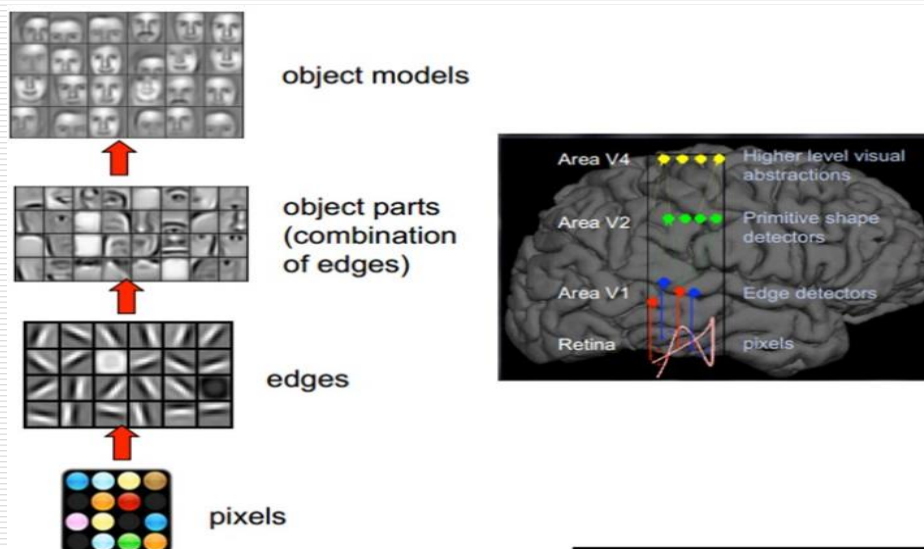 object models
object parts
(combination
of edges)
edges
pixels
Area V4
Higher level visual
abstractions
Area V2
Primitive shape
detectors
Area V1
Edge detectors
Retina
pixels